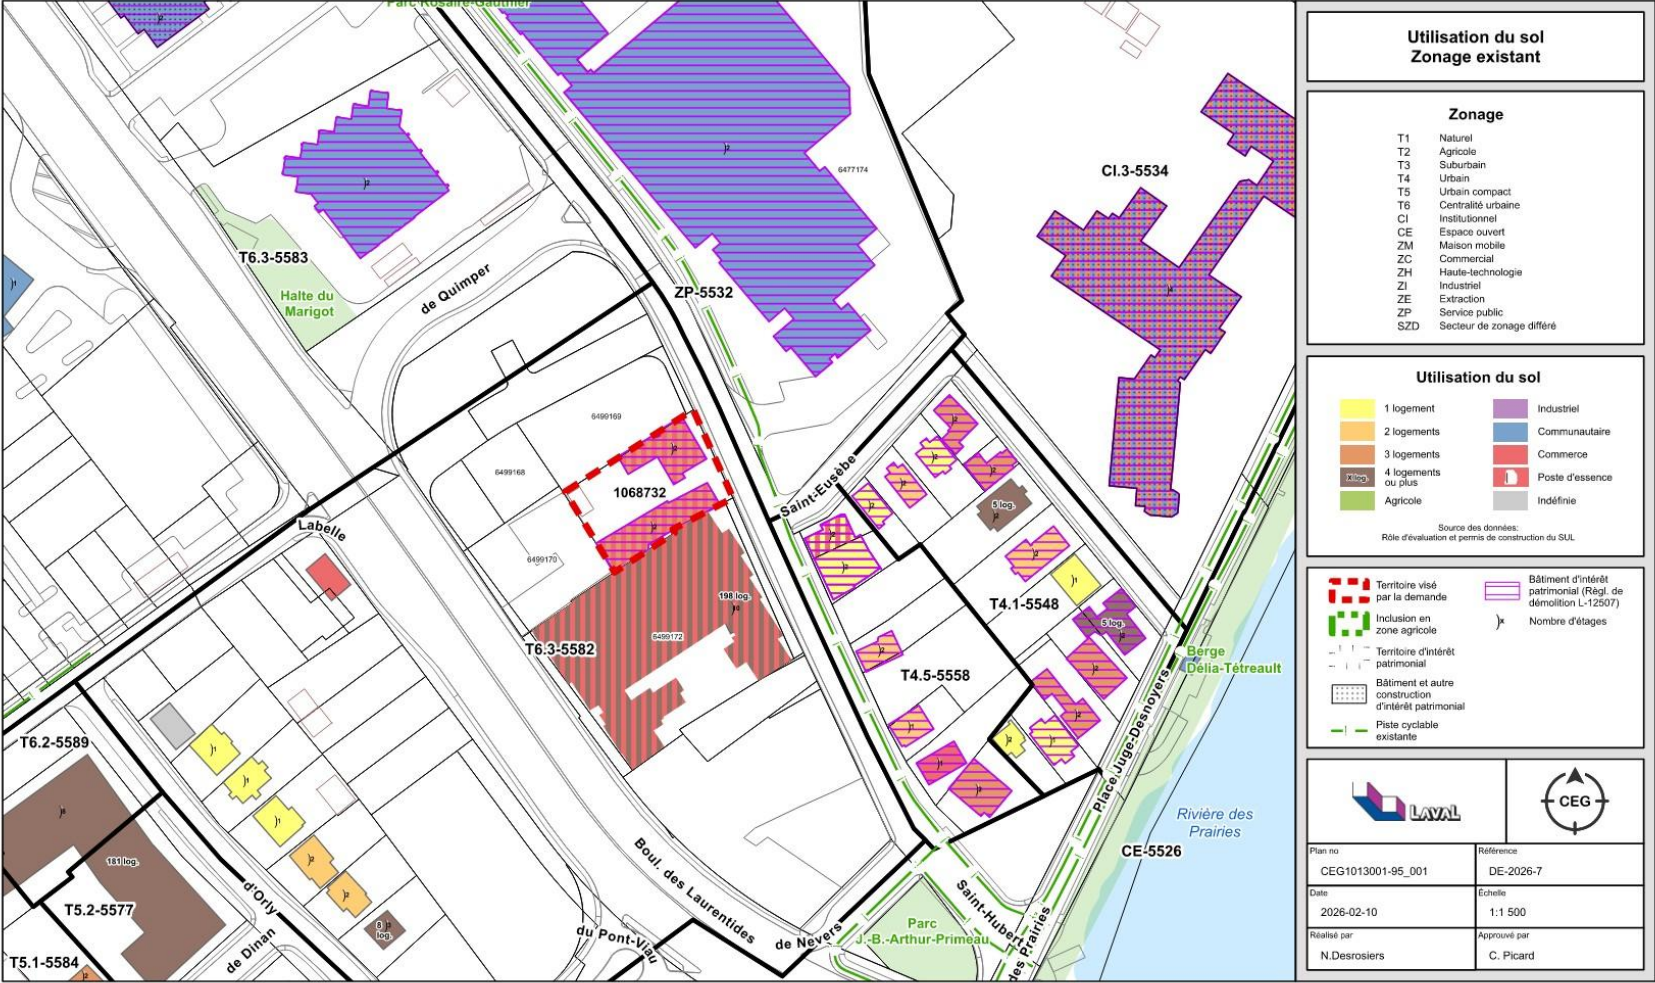 Parc Rosaire-Gauthier
6477174
CI.3-5534
T6.3-5583
Halte du
Marigot
de Quimper
ZP-5532
6499169
6499168
1068732
6499170
Saint-Eusèbe
Labelle
5 log.
198 log.
6499172
T6.3-5582
T4.1-5548
5 log.
T4.5-5558
Berge
Délia-Tétreault
Place Juge-Desnoyers
T6.2-5589
181 log.
T5.2-5577
T5.1-5584
8
log.
d'Orly
de Dinan
Boul. des Laurentides
du Pont-Viau
de Nevers
Saint-Hubert
des Prairies
Parc
J.-B.-Arthur-Primeau
CE-5526
Rivière des
Prairies
Utilisation du sol
Zonage existant
Zonage
T1 Naturel
T2 Agricole
T3 Suburbain
T4 Urbain
T5 Urbain compact
T6 Centralité urbaine
CI Institutionnel
CE Espace ouvert
ZM Maison mobile
ZC Commercial
ZH Haute-technologie
ZI Industriel
ZE Extraction
ZP Service public
SZD Secteur de zonage différé
Utilisation du sol
1 logement
2 logements
3 logements
X log.
4 logements
ou plus
Agricole
Industriel
Communautaire
Commerce
Poste d'essence
Indéfinie
Source des données:
Rôle d'évaluation et permis de construction du SUL
Territoire visé
par la demande
Inclusion en
zone agricole
Territoire d'intérêt
patrimonial
Bâtiment et autre
construction
d'intérêt patrimonial
Piste cyclable
existante
Bâtiment d'intérêt
patrimonial (Règl. de
démolition L-12507)
Nombre d'étages
LAVAL
CEG
Plan no
CEG1013001-95_001
Référence
DE-2026-7
Date
2026-02-10
Échelle
1:1 500
Réalisé par
N.Desrosiers
Approuvé par
C. Picard